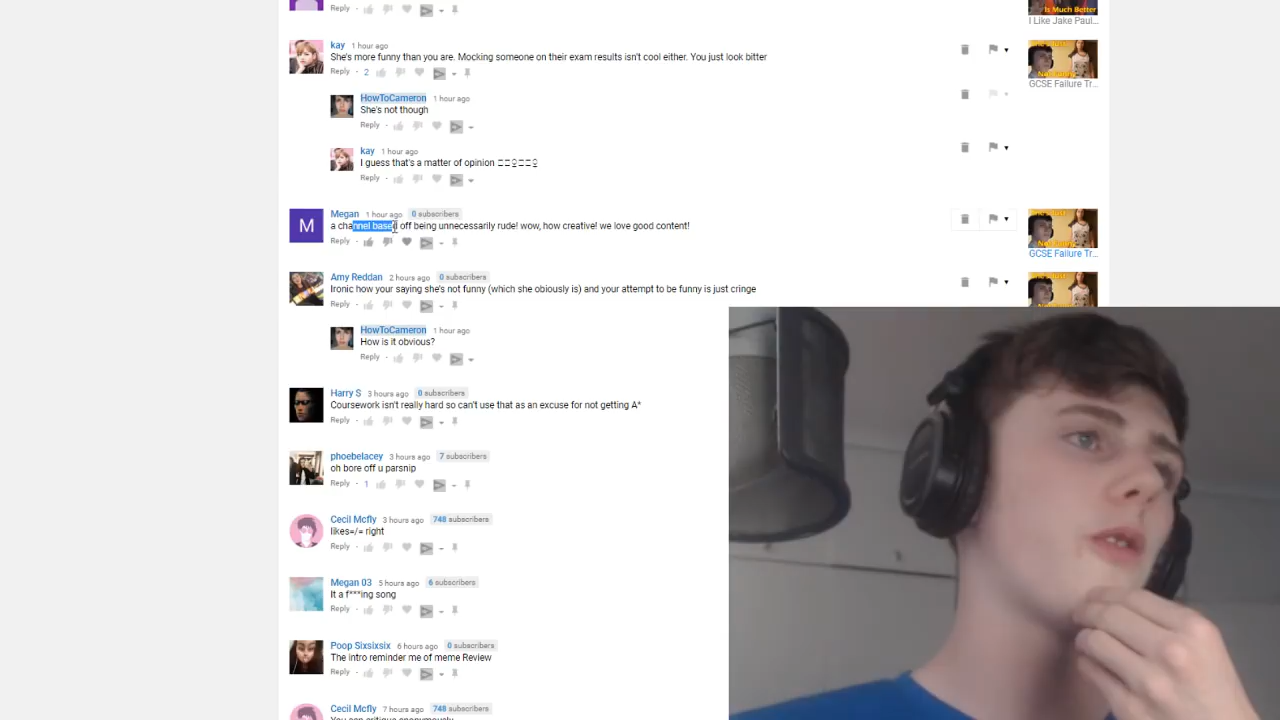 Reply
Is Much Better
I Like Jake Paul...
kay 1 hour ago
She's more funny than you are. Mocking someone on their exam results isn't cool either. You just look bitter
Reply · 2
Not Funny
GCSE Failure Tr...
HowToCameron 1 hour ago
She's not though
Reply ·
kay 1 hour ago
I guess that's a matter of opinion
Reply ·
M
Megan 1 hour ago 0 subscribers
a channel based off being unnecessarily rude! wow, how creative! we love good content!
Reply ·
Not Funny
GCSE Failure Tr...
Amy Reddan 2 hours ago 0 subscribers
Ironic how your saying she's not funny (which she obiously is) and your attempt to be funny is just cringe
Reply ·
HowToCameron 1 hour ago
How is it obvious?
Reply ·
Harry S 3 hours ago 0 subscribers
Coursework isn't really hard so can't use that as an excuse for not getting A*
Reply ·
phoebelacey 3 hours ago 7 subscribers
oh bore off u parsnip
Reply · 1
Cecil Mcfly 3 hours ago 748 subscribers
likes=/= right
Reply ·
Megan 03 5 hours ago 6 subscribers
It a f***ing song
Reply ·
Poop Sixsixsix 6 hours ago 0 subscribers
The intro reminder me of meme Review
Reply ·
Cecil Mcfly 7 hours ago 748 subscribers
You can critique anonymously